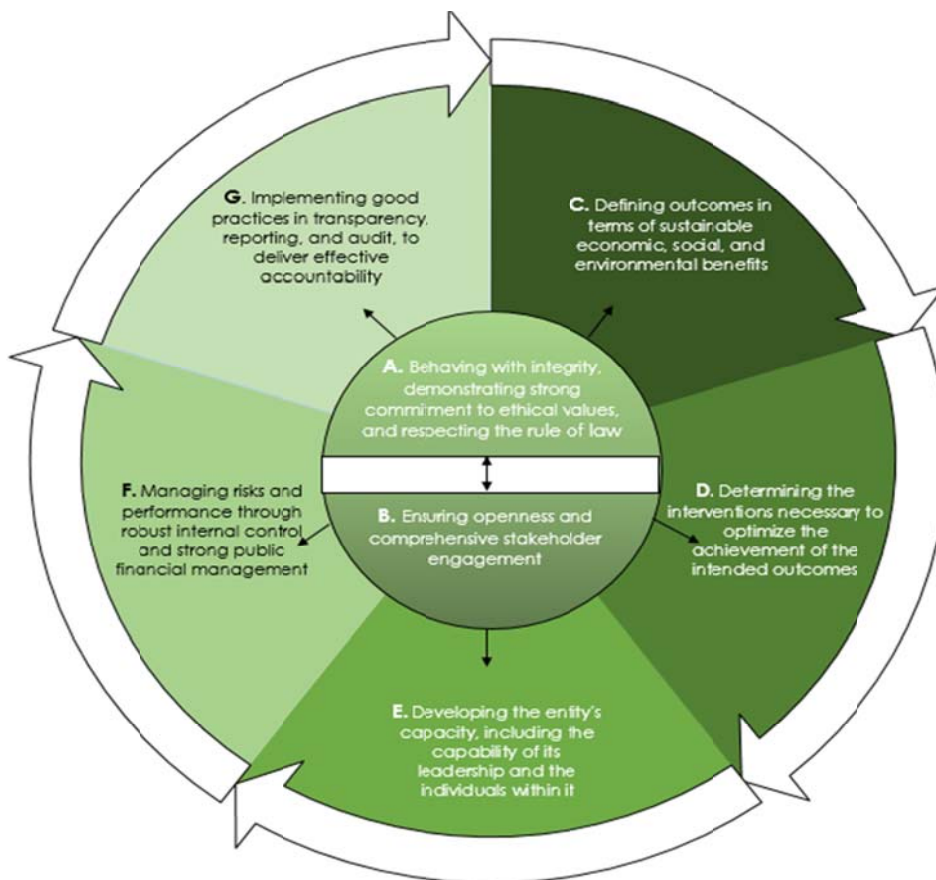 G. Implementing good
practices in transparency,
reporting, and audit, to
deliver effective
accountability
C. Defining outcomes in
terms of sustainable
economic, social, and
environmental benefits
A. Behaving with integrity,
demonstrating strong
commitment to ethical values,
and respecting the rule of law
F. Managing risks and
performance through
robust internal control
and strong public
financial management
B. Ensuring openness and
comprehensive stakeholder
engagement
D. Determining the
interventions necessary to
optimize the
achievement of the
intended outcomes
E. Developing the entity's
capacity, including the
capability of its
leadership and the
individuals within it